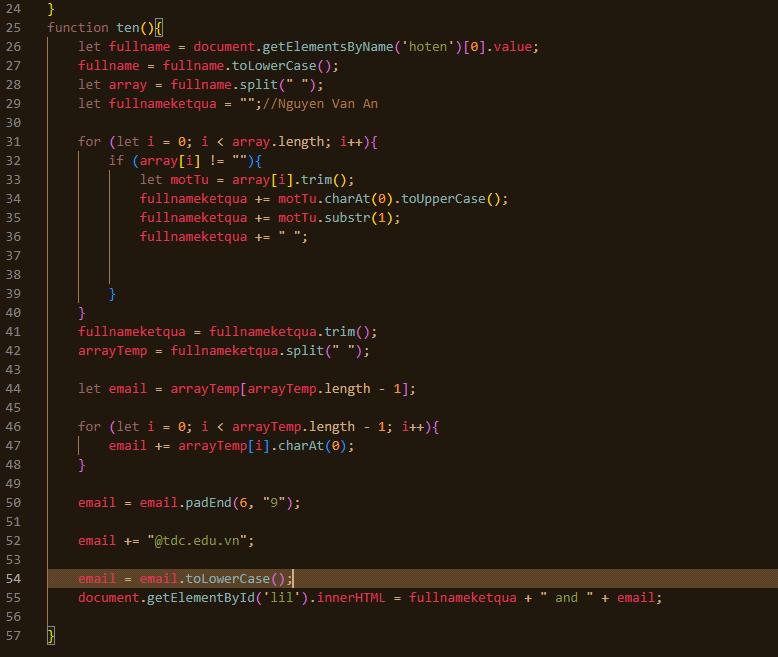 24 }
25 function ten(){
26 let fullname = document.getElementsByName('hoten')[0].value;
27 fullname = fullname.toLowerCase();
28 let array = fullname.split(" ");
29 let fullnameketqua = "";//Nguyen Van An
30
31 for (let i = 0; i < array.length; i++){
32 if (array[i] != ""){
33 let motTu = array[i].trim();
34 fullnameketqua += motTu.charAt(0).toUpperCase();
35 fullnameketqua += motTu.substr(1);
36 fullnameketqua += " ";
37
38
39 }
40 }
41 fullnameketqua = fullnameketqua.trim();
42 arrayTemp = fullnameketqua.split(" ");
43
44 let email = arrayTemp[arrayTemp.length - 1];
45
46 for (let i = 0; i < arrayTemp.length - 1; i++){
47 email += arrayTemp[i].charAt(0);
48 }
49
50 email = email.padEnd(6, "9");
51
52 email += "@tdc.edu.vn";
53
54 email = email.toLowerCase();
55 document.getElementById('lil').innerHTML = fullnameketqua + " and " + email;
56
57 }